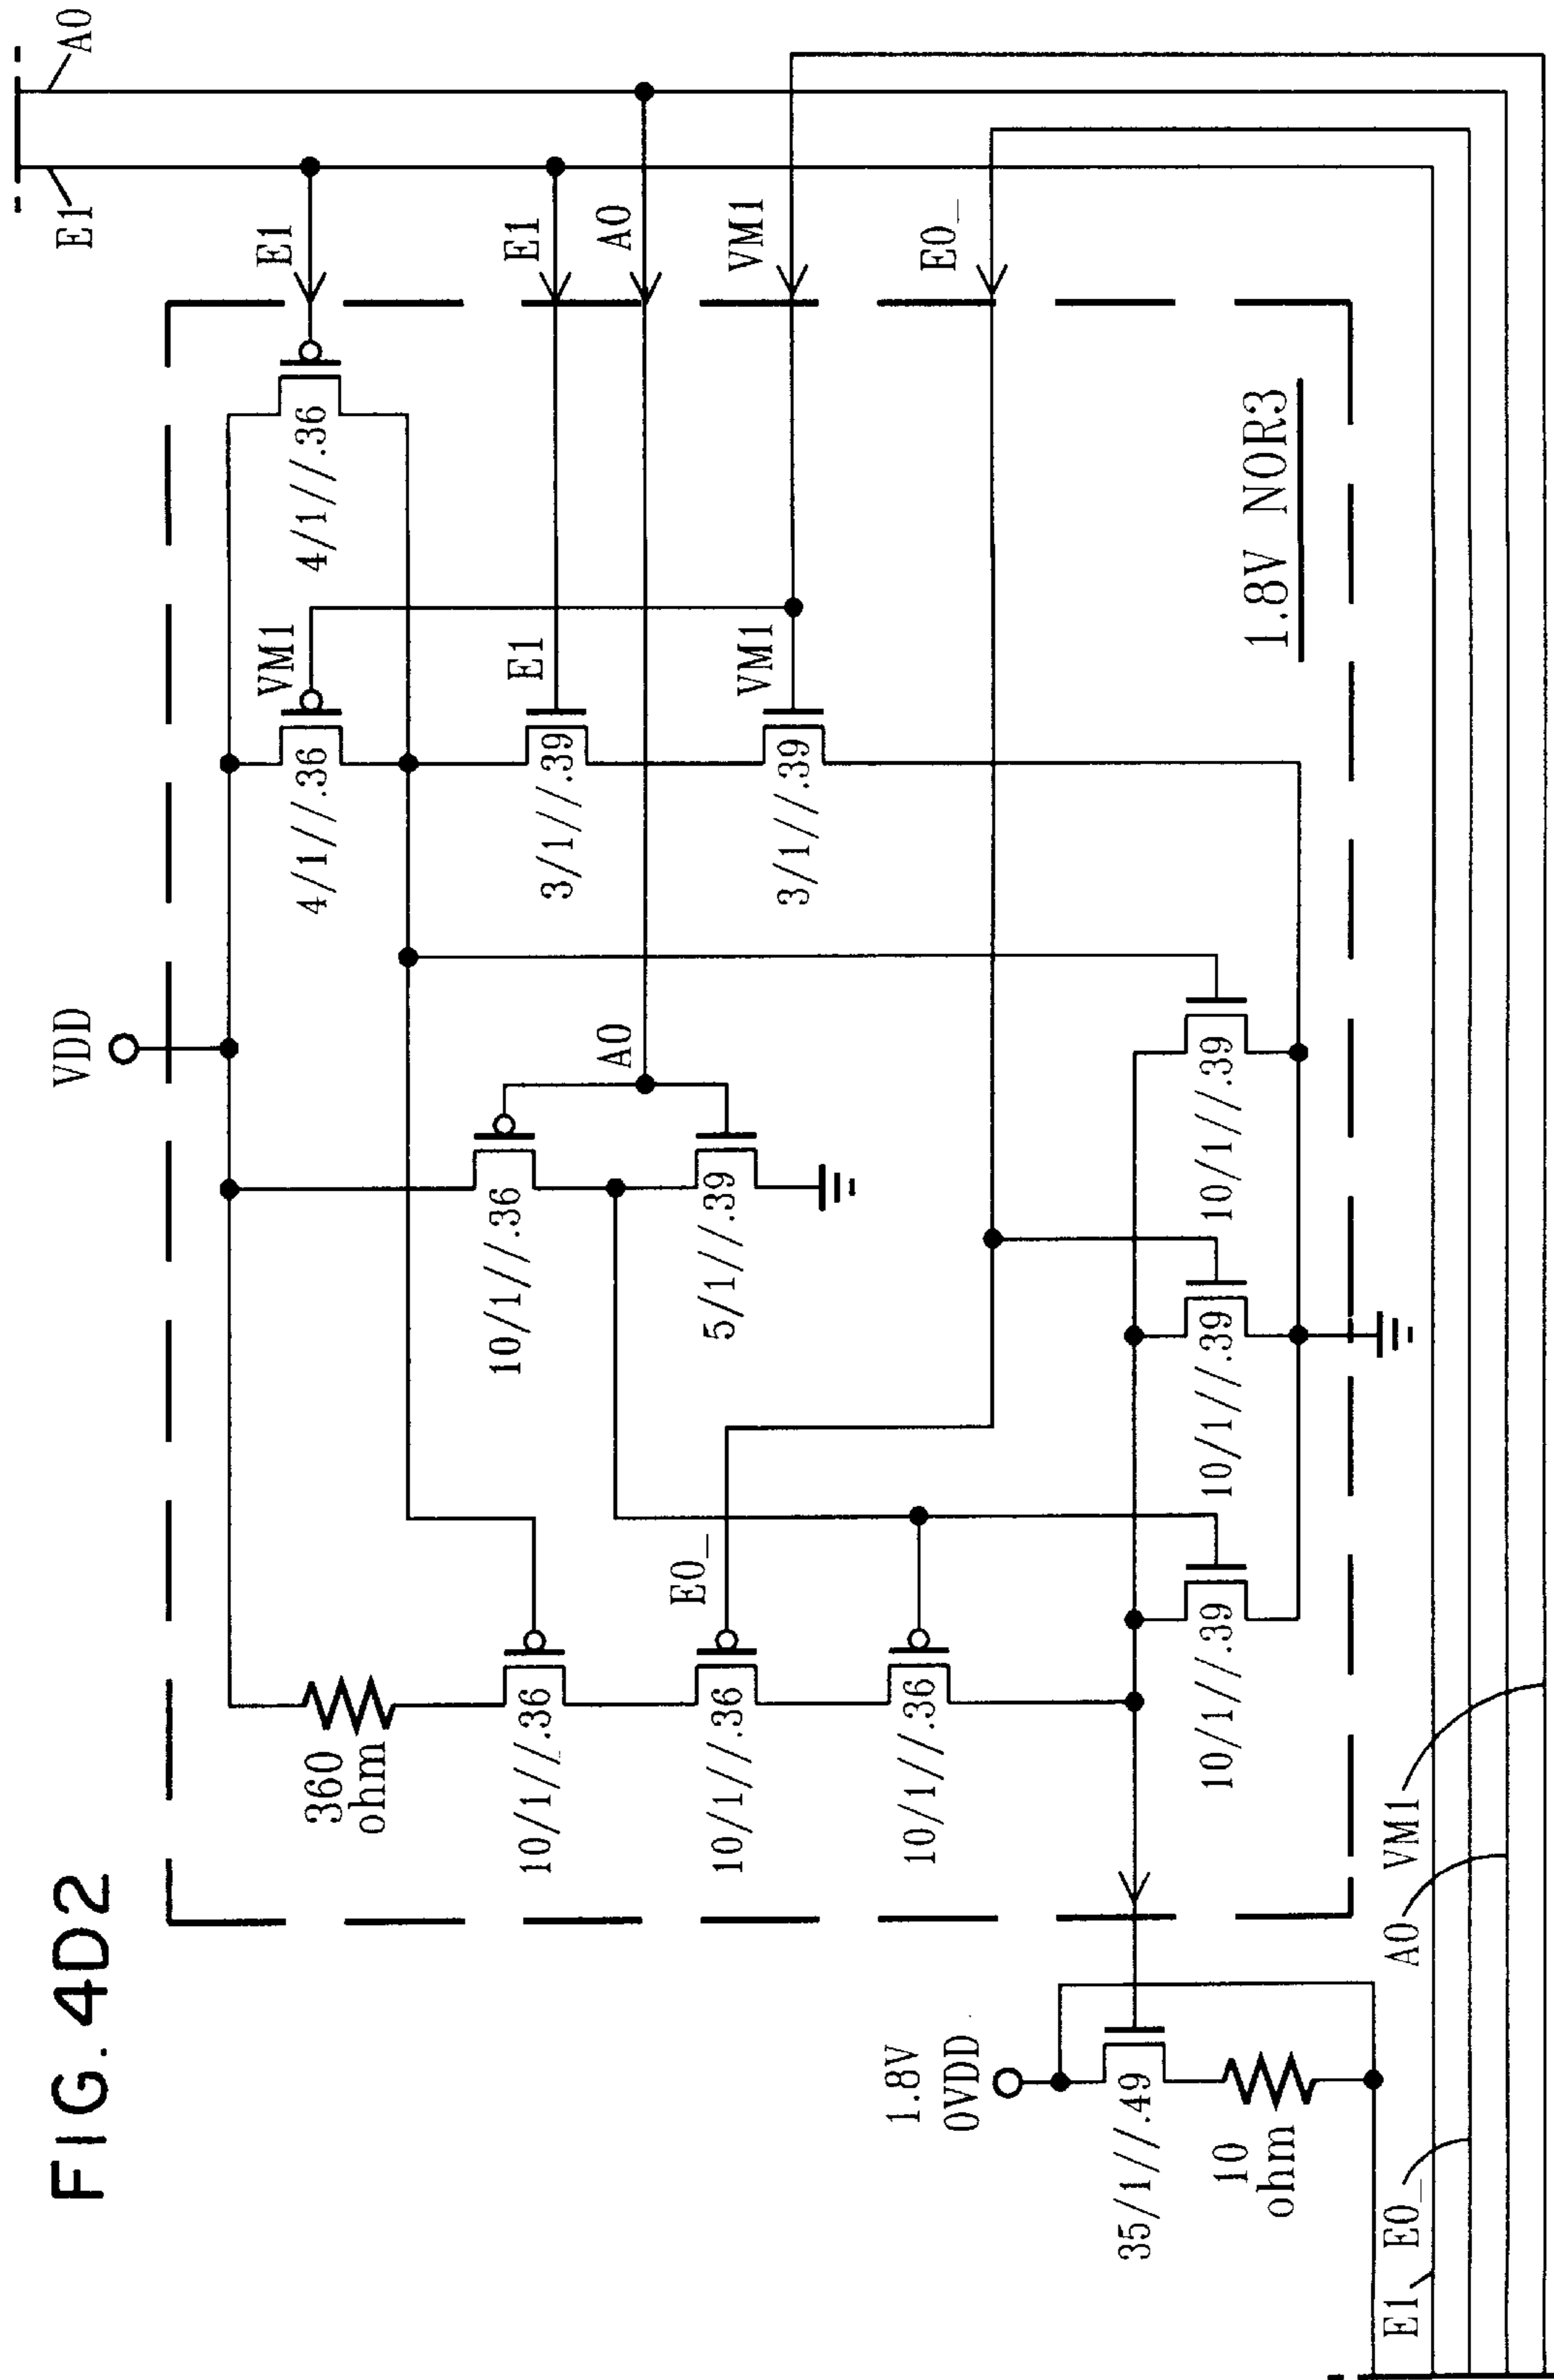 FIG. 4D2
VDD
A0
E1
E1
E1
A0
VM1
E0_
4/1//.36
VM1
4/1//.36
E1
3/1//.39
VM1
3/1//.39
A0
10/1//.36
5/1//.39
360
ohm
10/1//.36
E0_
10/1//.36
10/1//.36
10/1//.39
10/1//.39
10/1//.39
1.8V NOR3
1.8V
0VDD
35/1//.49
10
ohm
E1
E0_
A0
VM1